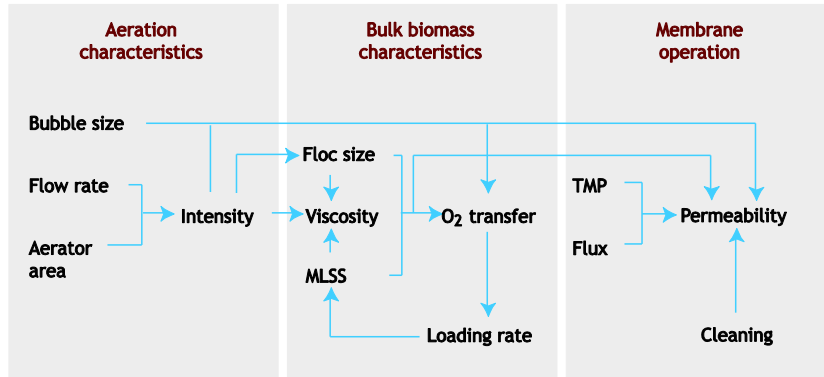 Aeration
characteristics
Bulk biomass
characteristics
Membrane
operation
Bubble size
Floc size
Flow rate
TMP
Intensity
Viscosity
O₂ transfer
Permeability
Aerator
area
Flux
MLSS
Loading rate
Cleaning